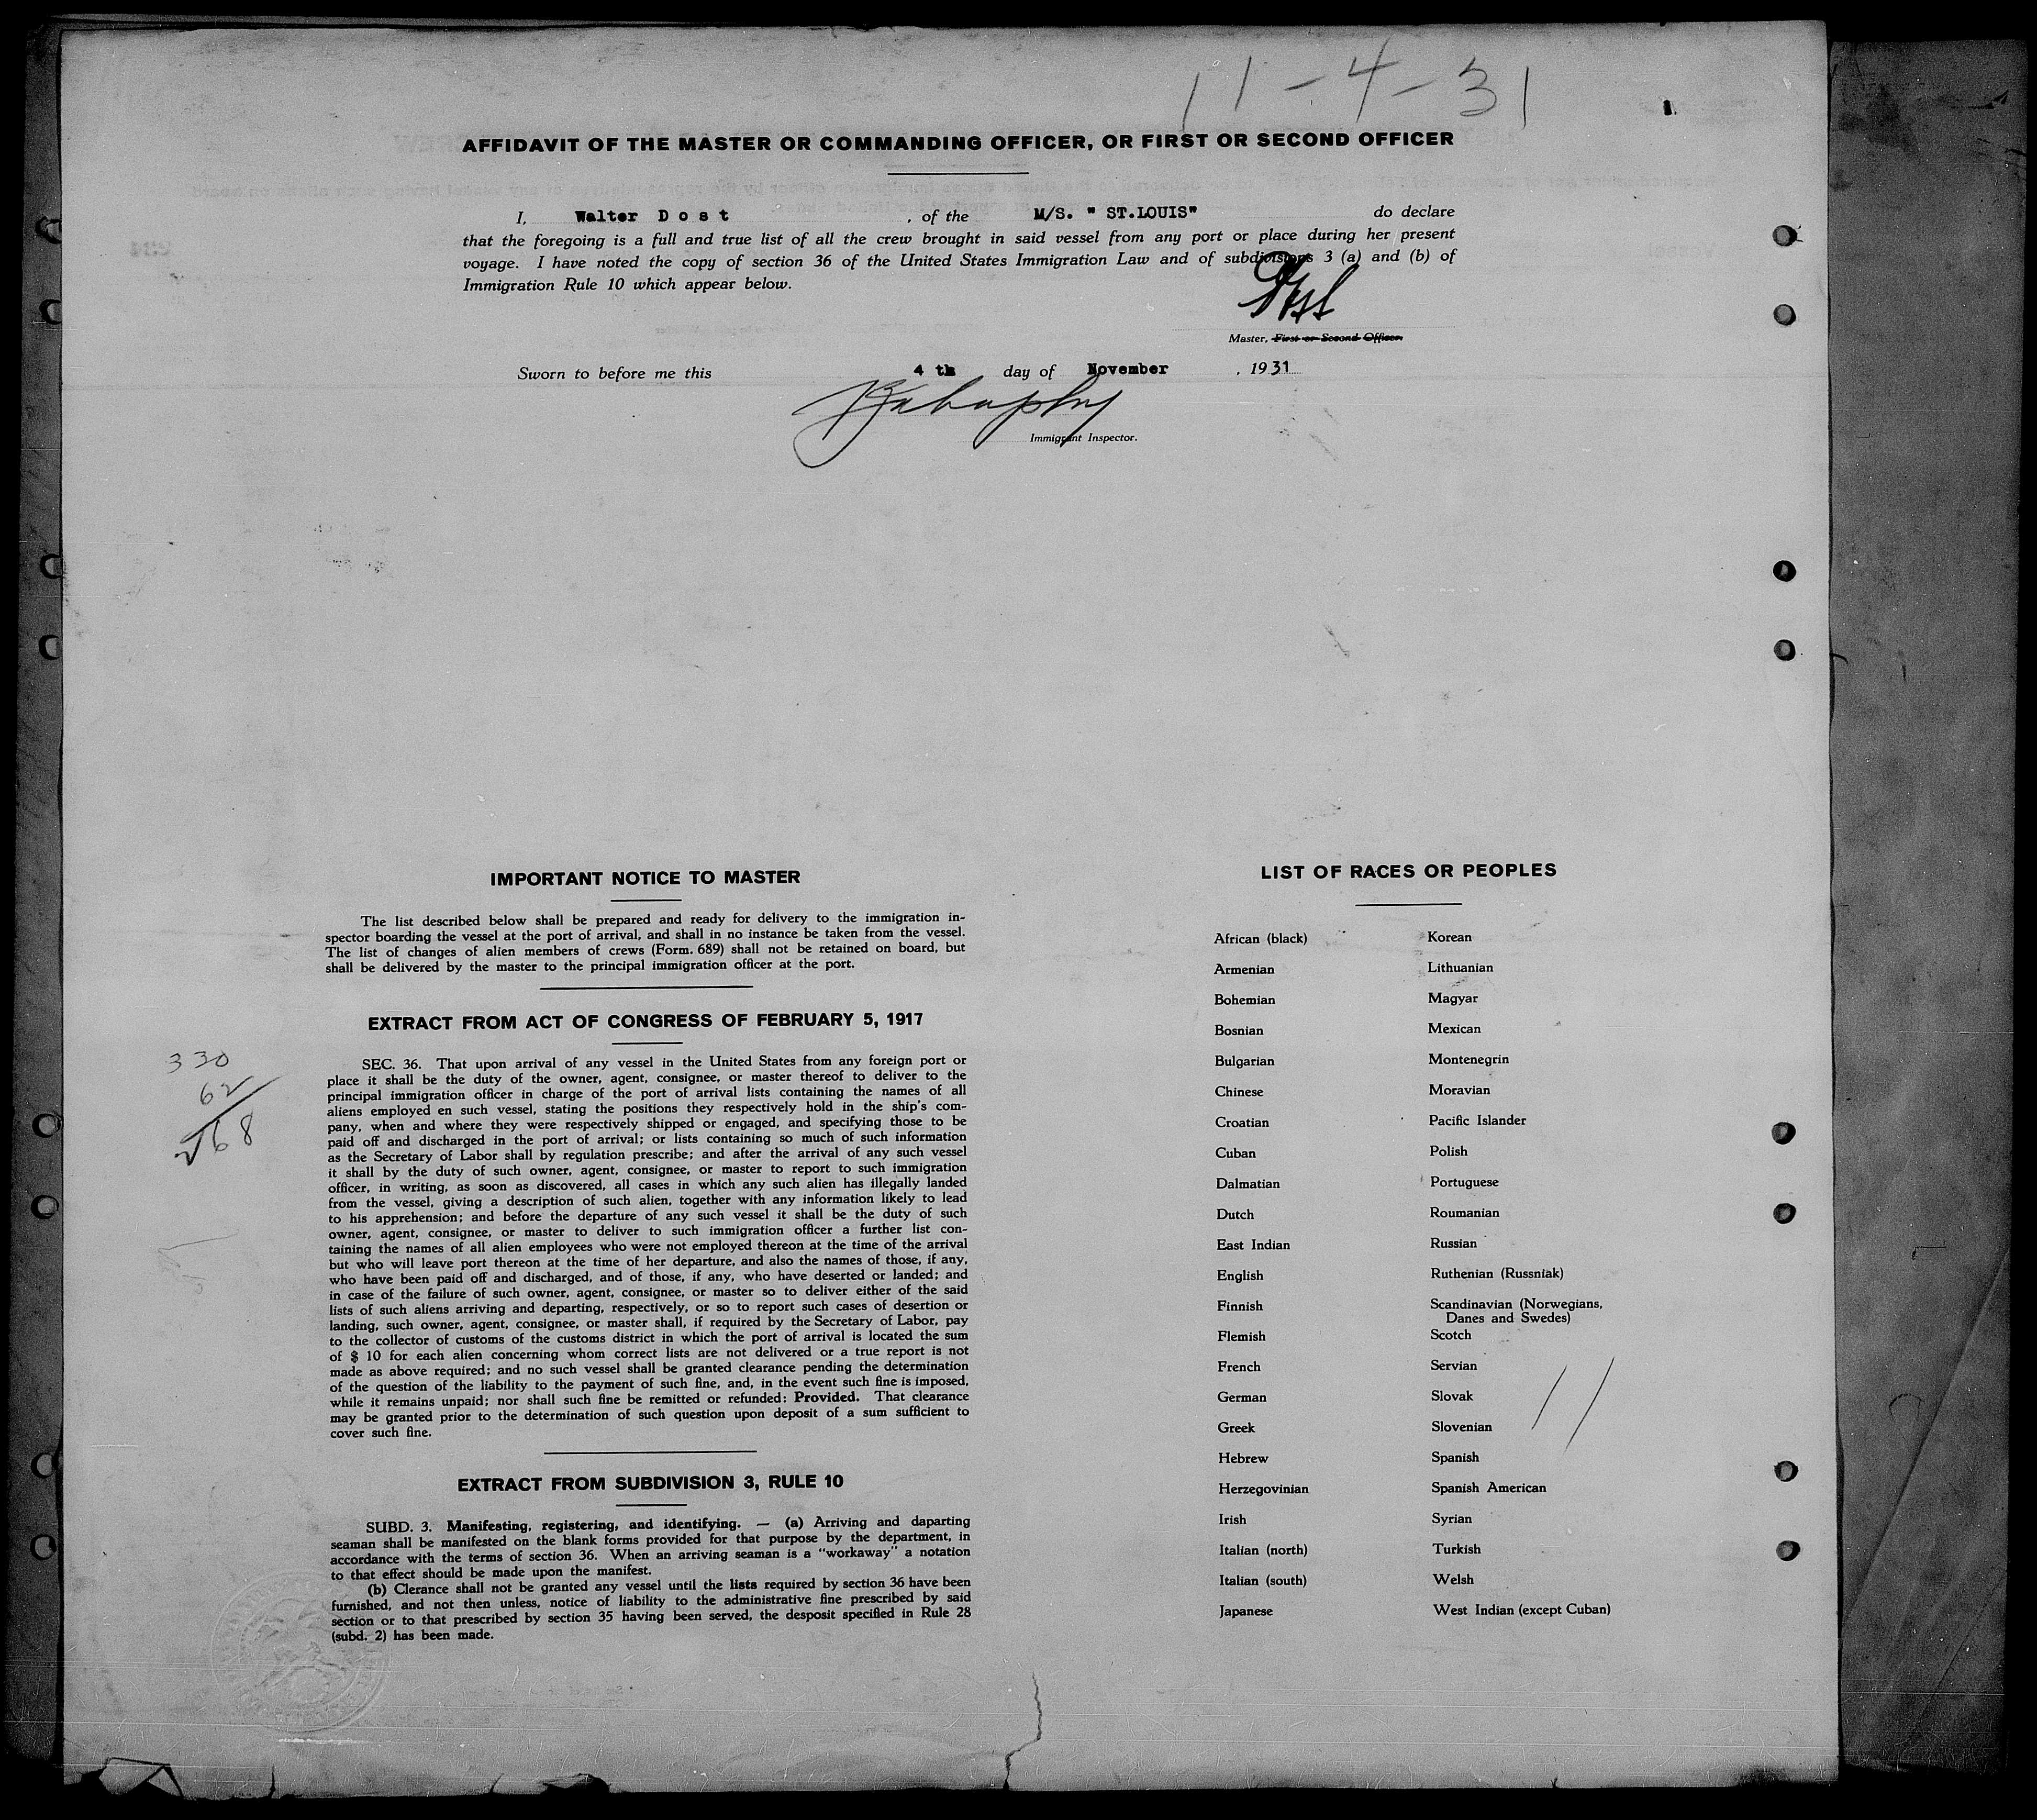 11-4-31
AFFIDAVIT OF THE MASTER OR COMMANDING OFFICER, OR FIRST OR SECOND OFFICER
I, Walter Dost, of the M/S. " ST.LOUIS" do declare
that the foregoing is a full and true list of all the crew brought in said vessel from any port or place during her present
voyage. I have noted the copy of section 36 of the United States Immigration Law and of subdivisions 3 (a) and (b) of
Immigration Rule 10 which appear below.
Dost
Master, First or Second Officer.
Sworn to before me this 4 th day of November, 1931
Immigrant Inspector.
IMPORTANT NOTICE TO MASTER
The list described below shall be prepared and ready for delivery to the immigration in-
spector boarding the vessel at the port of arrival, and shall in no instance be taken from the vessel.
The list of changes of alien members of crews (Form. 689) shall not be retained on board, but
shall be delivered by the master to the principal immigration officer at the port.
EXTRACT FROM ACT OF CONGRESS OF FEBRUARY 5, 1917
SEC. 36. That upon arrival of any vessel in the United States from any foreign port or
place it shall be the duty of the owner, agent, consignee, or master thereof to deliver to the
principal immigration officer in charge of the port of arrival lists containing the names of all
aliens employed en such vessel, stating the positions they respectively hold in the ship's com-
pany, when and where they were respectively shipped or engaged, and specifying those to be
paid off and discharged in the port of arrival; or lists containing so much of such information
as the Secretary of Labor shall by regulation prescribe; and after the arrival of any such vessel
it shall by the duty of such owner, agent, consignee, or master to report to such immigration
officer, in writing, as soon as discovered, all cases in which any such alien has illegally landed
from the vessel, giving a description of such alien, together with any information likely to lead
to his apprehension; and before the departure of any such vessel it shall be the duty of such
owner, agent, consignee, or master to deliver to such immigration officer a further list con-
taining the names of all alien employees who were not employed thereon at the time of the arrival
but who will leave port thereon at the time of her departure, and also the names of those, if any,
who have been paid off and discharged, and of those, if any, who have deserted or landed; and
in case of the failure of such owner, agent, consignee, or master so to deliver either of the said
lists of such aliens arriving and departing, respectively, or so to report such cases of desertion or
landing, such owner, agent, consignee, or master shall, if required by the Secretary of Labor, pay
to the collector of customs of the customs district in which the port of arrival is located the sum
of $ 10 for each alien concerning whom correct lists are not delivered or a true report is not
made as above required; and no such vessel shall be granted clearance pending the determination
of the question of the liability to the payment of such fine, and, in the event such fine is imposed,
while it remains unpaid; nor shall such fine be remitted or refunded: Provided. That clearance
may be granted prior to the determination of such question upon deposit of a sum sufficient to
cover such fine.
330
62
268
EXTRACT FROM SUBDIVISION 3, RULE 10
SUBD. 3. Manifesting, registering, and identifying. — (a) Arriving and daparting
seaman shall be manifested on the blank forms provided for that purpose by the department, in
accordance with the terms of section 36. When an arriving seaman is a "workaway" a notation
to that effect should be made upon the manifest.
(b) Clerance shall not be granted any vessel until the lists required by section 36 have been
furnished, and not then unless, notice of liability to the administrative fine prescribed by said
section or to that prescribed by section 35 having been served, the desposit specified in Rule 28
(subd. 2) has been made.
LIST OF RACES OR PEOPLES
African (black)
Armenian
Bohemian
Bosnian
Bulgarian
Chinese
Croatian
Cuban
Dalmatian
Dutch
East Indian
English
Finnish
Flemish
French
German
Greek
Hebrew
Herzegovinian
Irish
Italian (north)
Italian (south)
Japanese
Korean
Lithuanian
Magyar
Mexican
Montenegrin
Moravian
Pacific Islander
Polish
Portuguese
Roumanian
Russian
Ruthenian (Russniak)
Scandinavian (Norwegians,
Danes and Swedes)
Scotch
Servian
Slovak
Slovenian
Spanish
Spanish American
Syrian
Turkish
Welsh
West Indian (except Cuban)